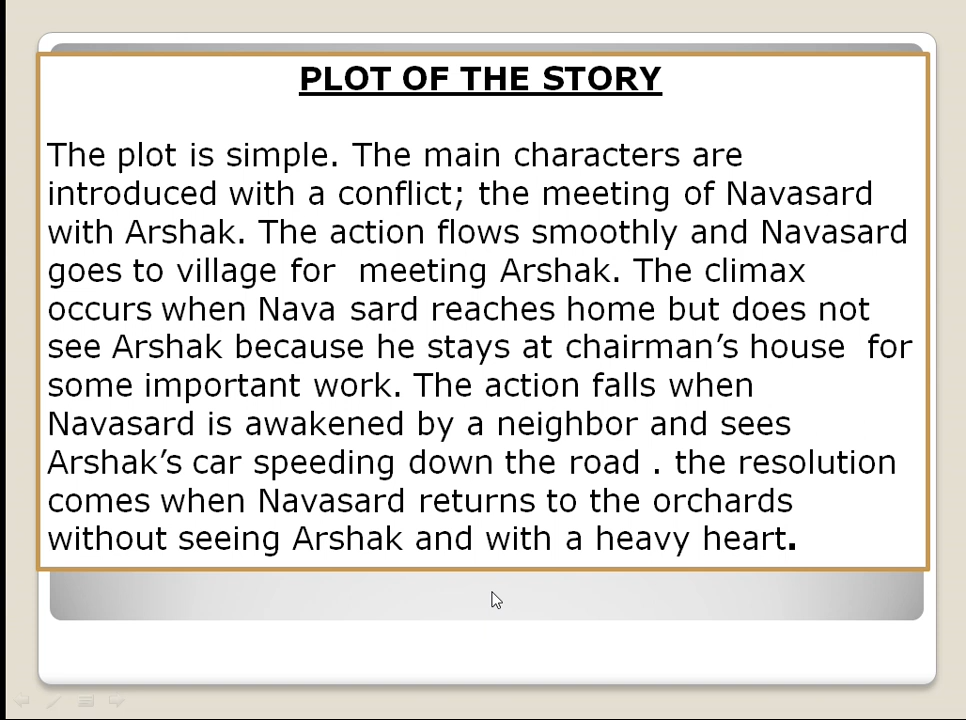 PLOT OF THE STORY
The plot is simple. The main characters are
introduced with a conflict; the meeting of Navasard
with Arshak. The action flows smoothly and Navasard
goes to village for  meeting Arshak. The climax
occurs when Nava sard reaches home but does not
see Arshak because he stays at chairman’s house  for
some important work. The action falls when
Navasard is awakened by a neighbor and sees
Arshak’s car speeding down the road . the resolution
comes when Navasard returns to the orchards
without seeing Arshak and with a heavy heart.